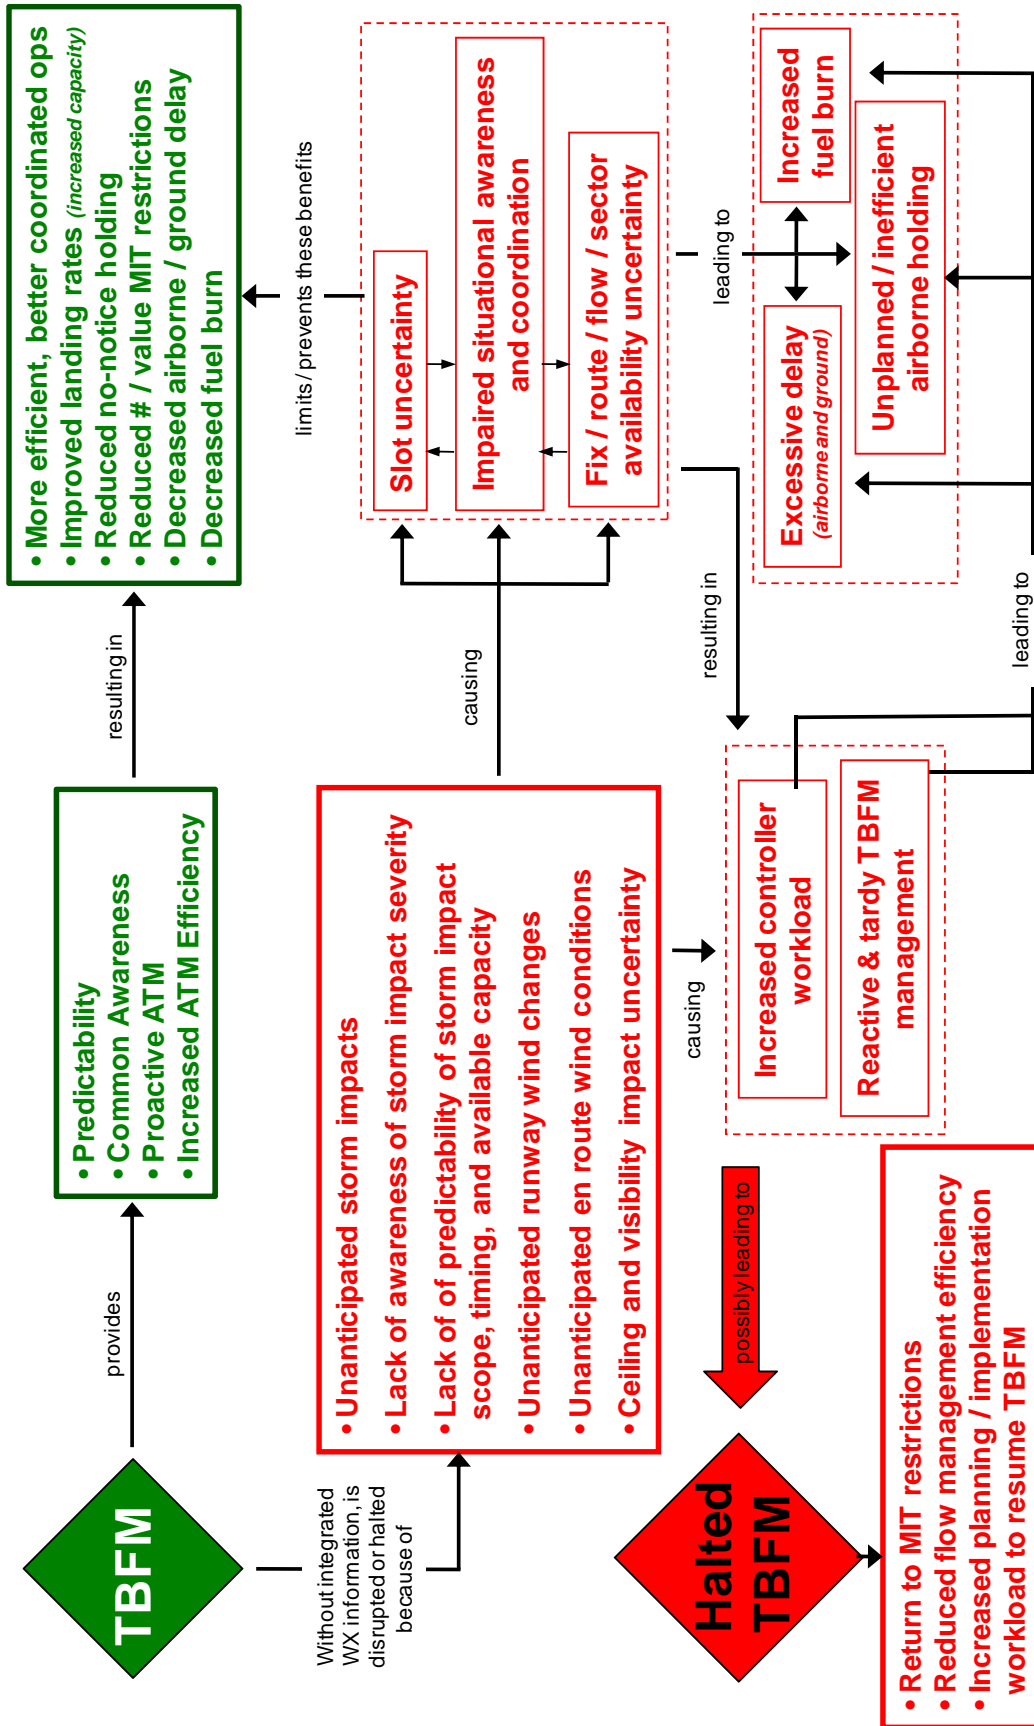 TBFM
provides
• Predictability
• Common Awareness
• Proactive ATM
• Increased ATM Efficiency
resulting in
• More efficient, better coordinated ops
• Improved landing rates (increased capacity)
• Reduced no-notice holding
• Reduced # / value MIT restrictions
• Decreased airborne / ground delay
• Decreased fuel burn
Without integrated
WX information, is
disrupted or halted
because of
• Unanticipated storm impacts
• Lack of awareness of storm impact severity
• Lack of predictability of storm impact
scope, timing, and available capacity
• Unanticipated runway wind changes
• Unanticipated en route wind conditions
• Ceiling and visibility impact uncertainty
causing
limits / prevents these benefits
Slot uncertainty
Impaired situational awareness
and coordination
Fix / route / flow / sector
availability uncertainty
causing
resulting in
leading to
Halted
TBFM
possibly leading to
Increased controller
workload
Reactive & tardy TBFM
management
Excessive delay
(airborne and ground)
Increased
fuel burn
Unplanned / inefficient
airborne holding
leading to
• Return to MIT restrictions
• Reduced flow management efficiency
• Increased planning / implementation
workload to resume TBFM